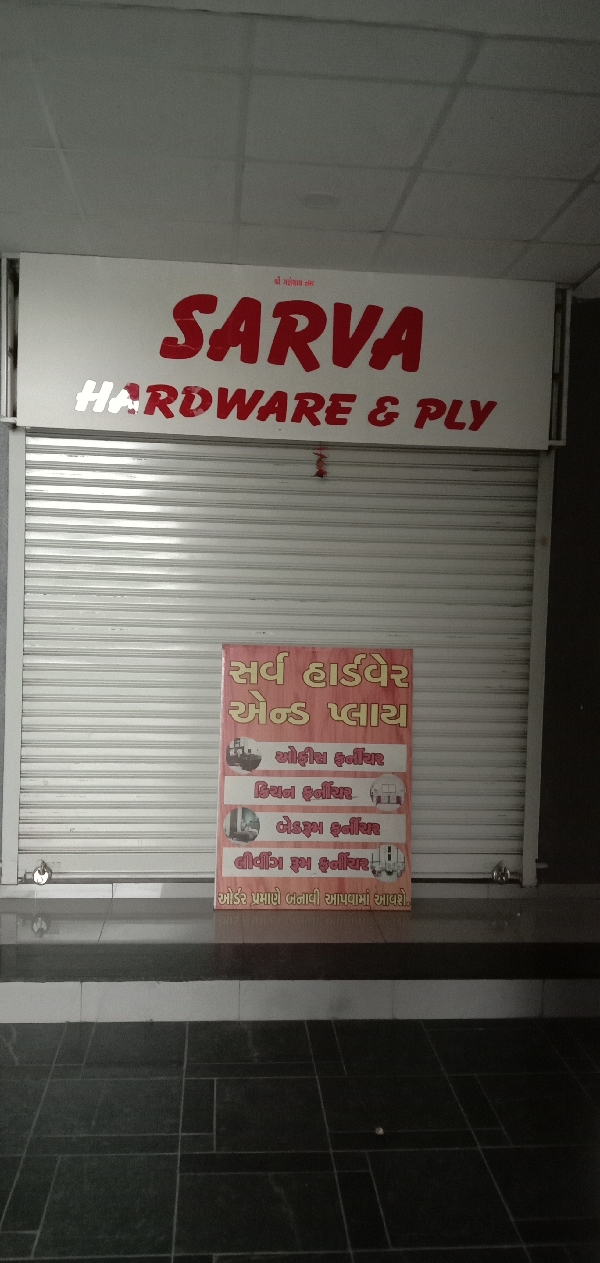 SARVA
HARDWARE & PLY
સર્વ હાર્ડવેર
એન્ડ પ્લાય
ઓફીસ ફર્નીચર
કિચન ફર્નીચર
બેડરૂમ ફર્નીચર
લીવીંગ રૂમ ફર્નીચર
ઓર્ડર પ્રમાણે બનાવી આપવામાં આવશે.